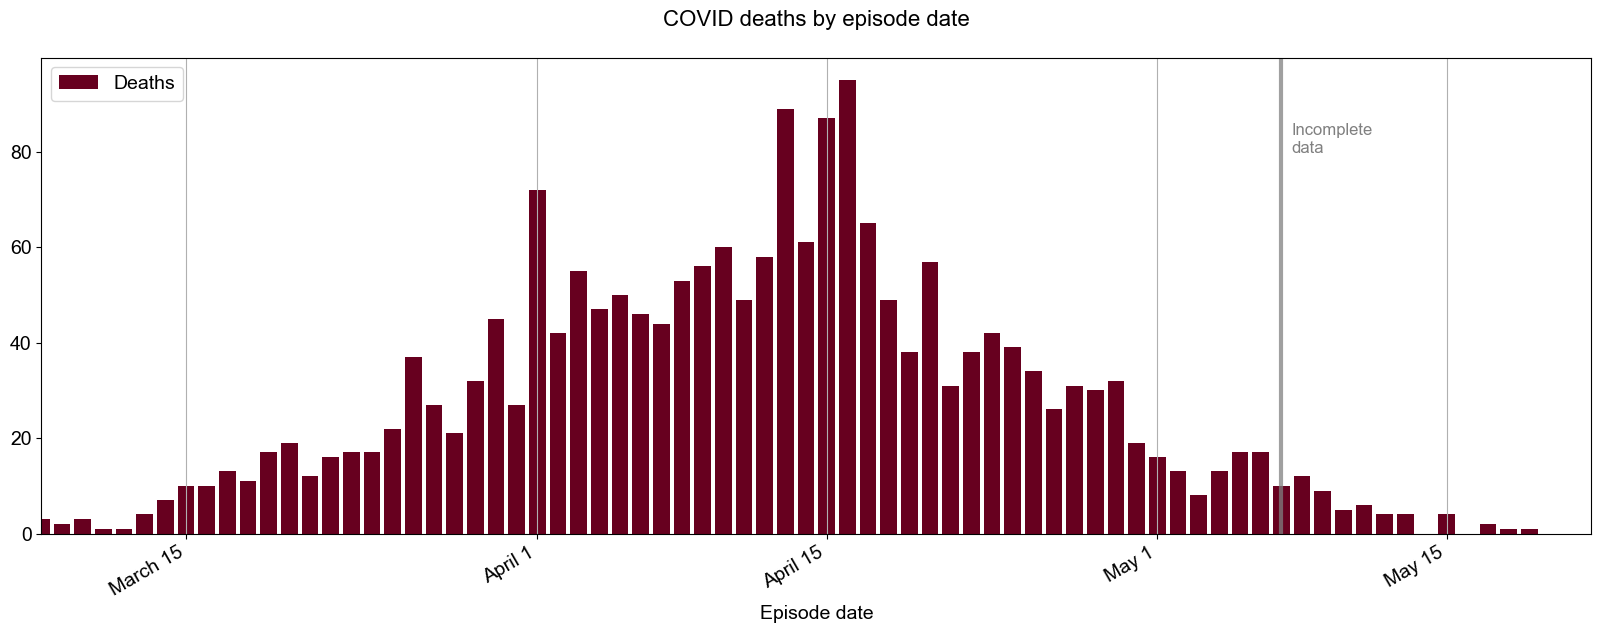 COVID deaths by episode date
Deaths
80
60
40
20
0
Incomplete
data
March 15
April 1
April 15
May 1
May 15
Episode date